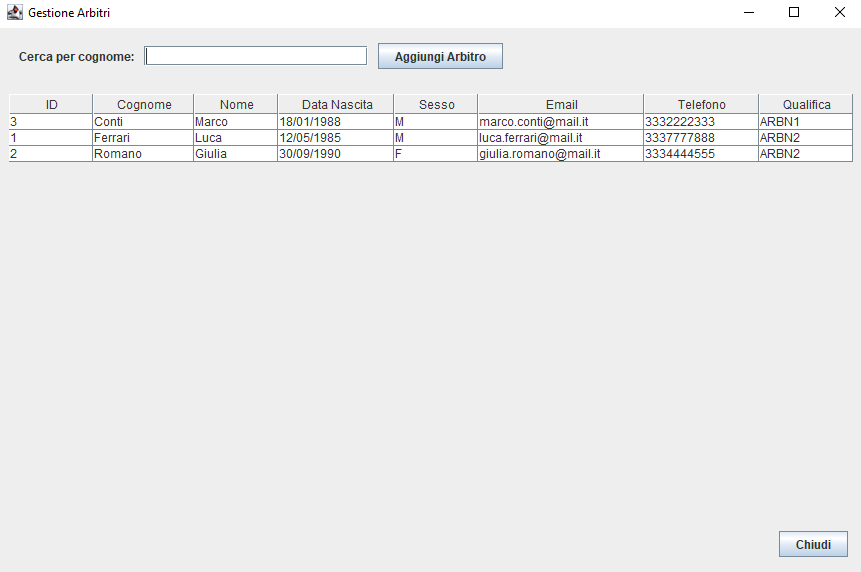 Gestione Arbitri
Cerca per cognome: Aggiungi Arbitro
ID Cognome Nome Data Nascita Sesso Email Telefono Qualifica
3 Conti Marco 18/01/1988 M marco.conti@mail.it 3332222333 ARBN1
1 Ferrari Luca 12/05/1985 M luca.ferrari@mail.it 3337777888 ARBN2
2 Romano Giulia 30/09/1990 F giulia.romano@mail.it 3334444555 ARBN2
Chiudi